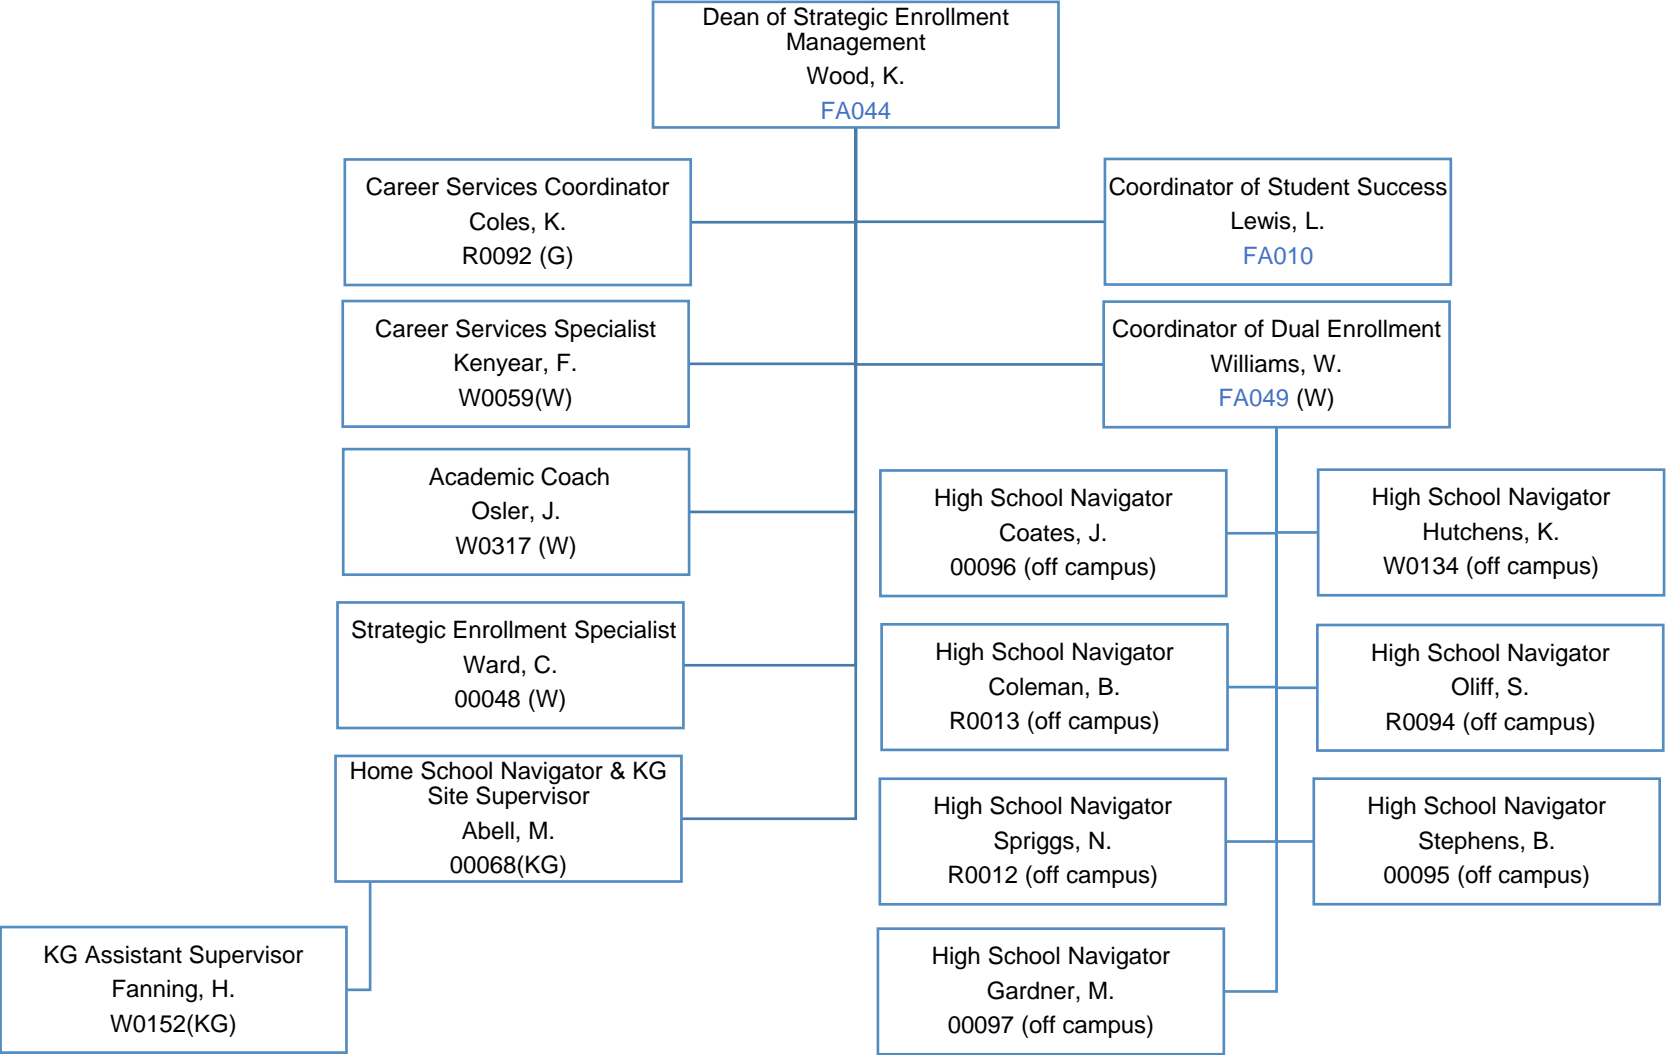 Dean of Strategic Enrollment
Management
Wood, K.
FA044
Career Services Coordinator
Coles, K.
R0092 (G)
Coordinator of Student Success
Lewis, L.
FA010
Career Services Specialist
Kenyear, F.
W0059(W)
Coordinator of Dual Enrollment
Williams, W.
FA049 (W)
Academic Coach
Osler, J.
W0317 (W)
High School Navigator
Coates, J.
00096 (off campus)
High School Navigator
Hutchens, K.
W0134 (off campus)
Strategic Enrollment Specialist
Ward, C.
00048 (W)
High School Navigator
Coleman, B.
R0013 (off campus)
High School Navigator
Oliff, S.
R0094 (off campus)
Home School Navigator & KG
Site Supervisor
Abell, M.
00068(KG)
High School Navigator
Spriggs, N.
R0012 (off campus)
High School Navigator
Stephens, B.
00095 (off campus)
KG Assistant Supervisor
Fanning, H.
W0152(KG)
High School Navigator
Gardner, M.
00097 (off campus)